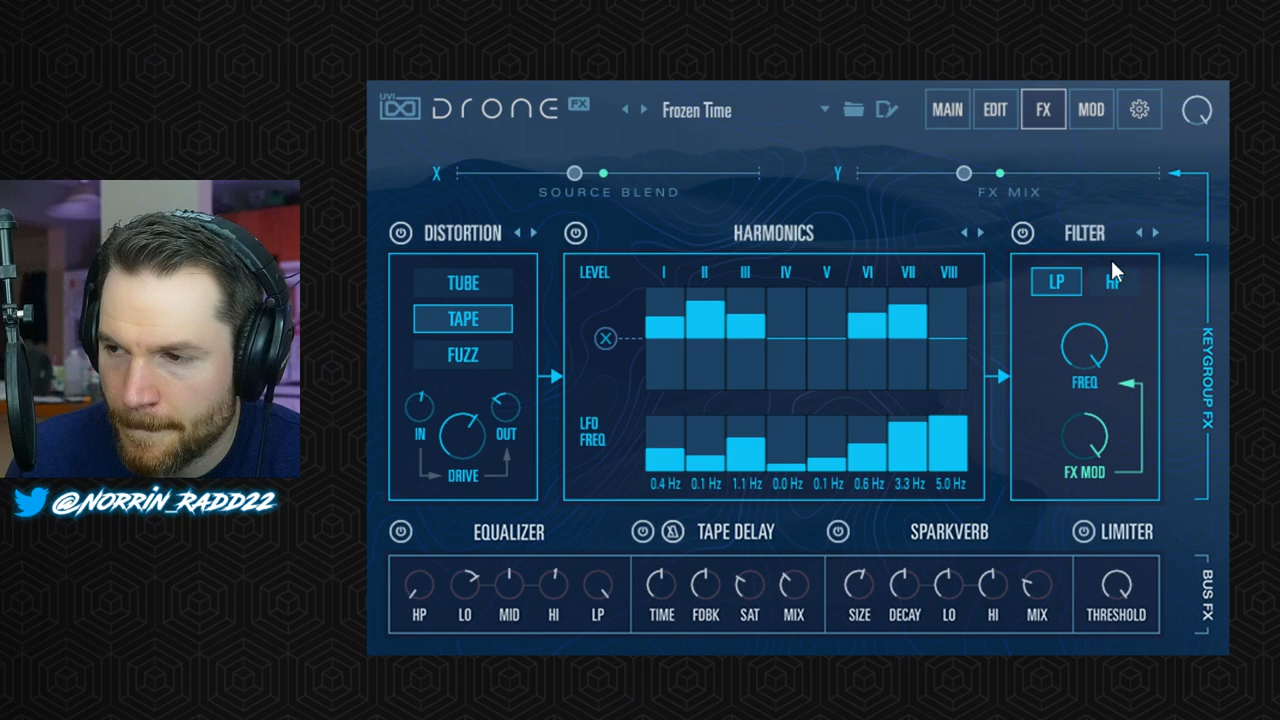 UVI DRONE FX Frozen Time MAIN EDIT FX MOD
X SOURCE BLEND Y FX MIX
DISTORTION HARMONICS FILTER
TUBE
TAPE
FUZZ
IN OUT
DRIVE
LEVEL I II III IV V VI VII VIII
X
LFO
FREQ
0.4 Hz 0.1 Hz 1.1 Hz 0.0 Hz 0.1 Hz 0.6 Hz 3.3 Hz 5.0 Hz
LP
FREQ
FX MOD
KEYGROUP FX
@NORRIN_RADD22
EQUALIZER TAPE DELAY SPARKVERB LIMITER
HP LO MID HI LP TIME FDBK SAT MIX SIZE DECAY LO HI MIX THRESHOLD
BUS FX